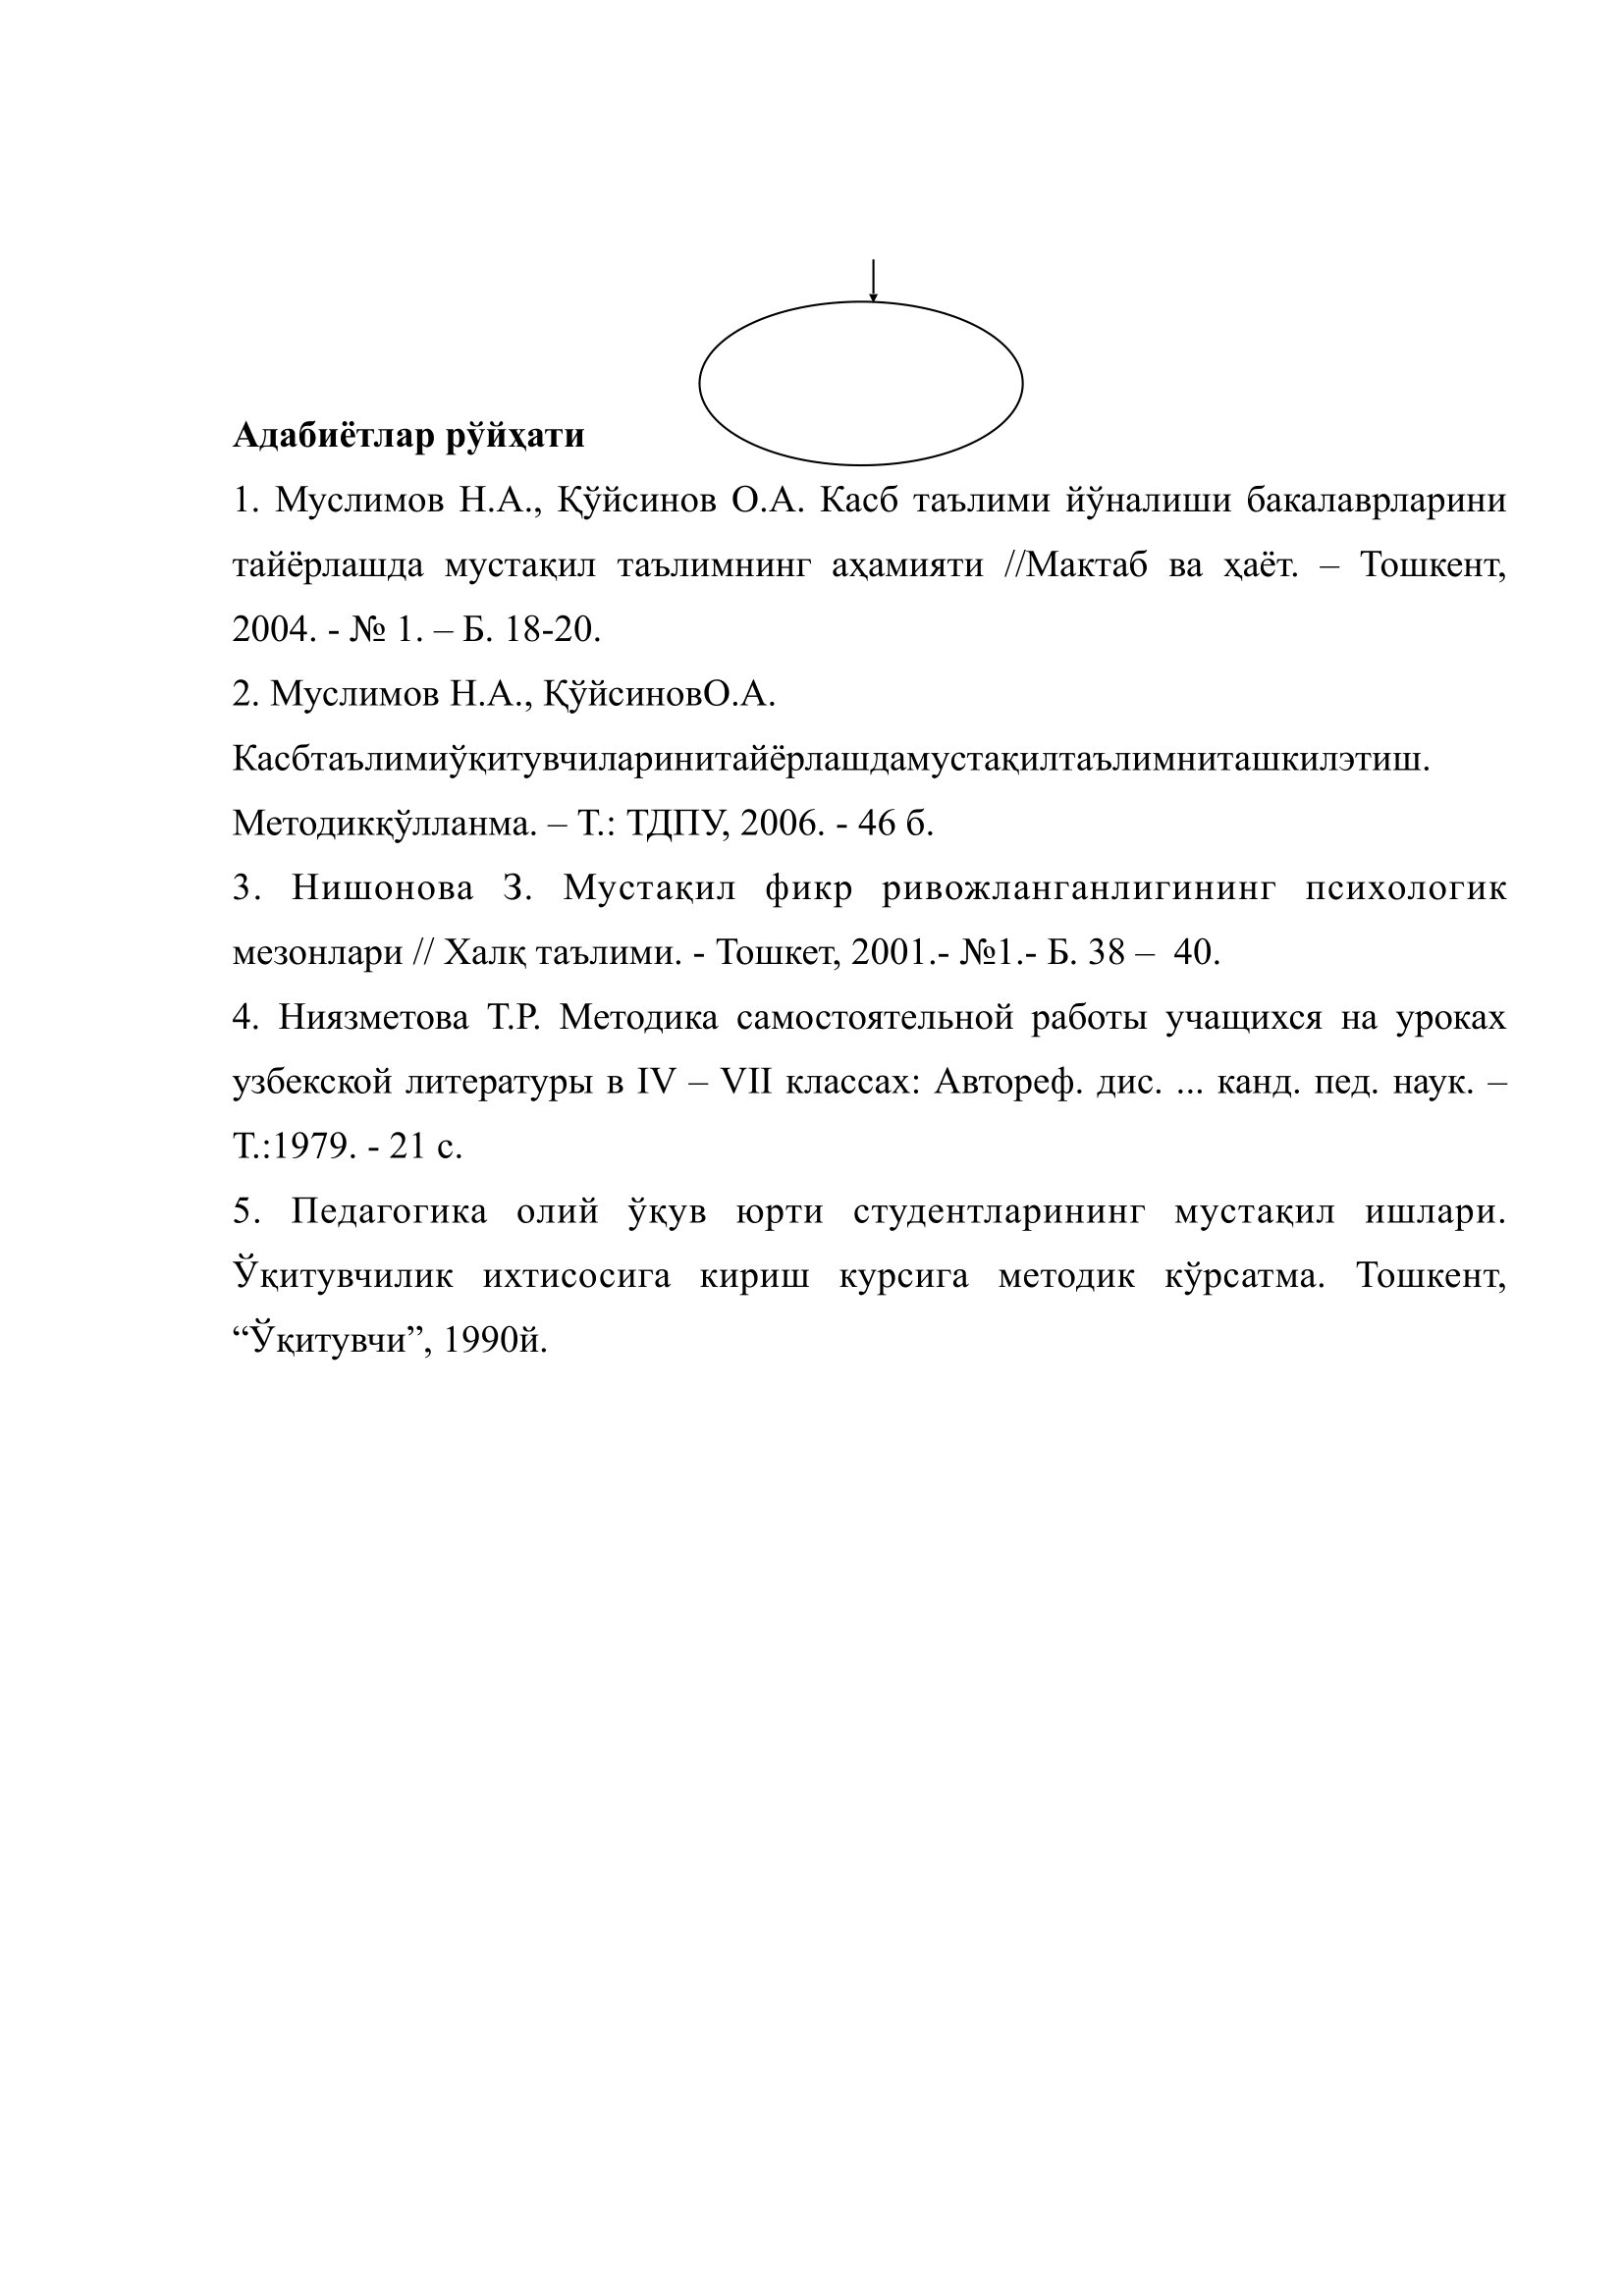 Адабиётлар рўйҳати
1. Муслимов Н.А., Қўйсинов О.А. Касб таълими йўналиши бакалаврларини
тайёрлашда мустақил таълимнинг аҳамияти //Мактаб ва ҳаёт. – Тошкент,
2004. - № 1. – Б. 18-20.
2. Муслимов Н.А., ҚўйсиновО.А.
Касбтаълимиўқитувчиларинитайёрлашдамустақилтаълимниташкилэтиш.
Методикқўлланма. – Т.: ТДПУ, 2006. - 46 б.
3. Нишонова З. Мустақил фикр ривожланганлигининг психологик
мезонлари // Халқ таълими. - Тошкет, 2001.- №1.- Б. 38 –  40.
4. Ниязметова Т.Р. Методика самостоятельной работы учащихся на уроках
узбекской литературы в IV – VII классах: Автореф. дис. ... канд. пед. наук. –
Т.:1979. - 21 с.
5. Педагогика олий ўқув юрти студентларининг мустақил ишлари.
Ўқитувчилик ихтисосига кириш курсига методик кўрсатма. Тошкент,
“Ўқитувчи”, 1990й.